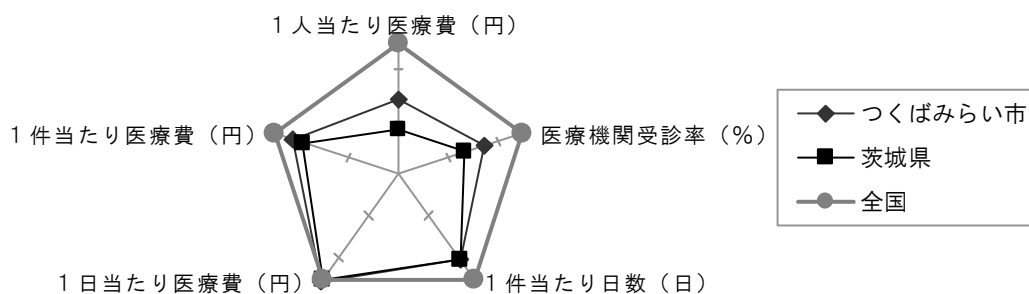 1人当たり医療費（円）
1件当たり医療費（円）
医療機関受診率（％）
1日当たり医療費（円）
1件当たり日数（日）
つくばみらい市
茨城県
全国